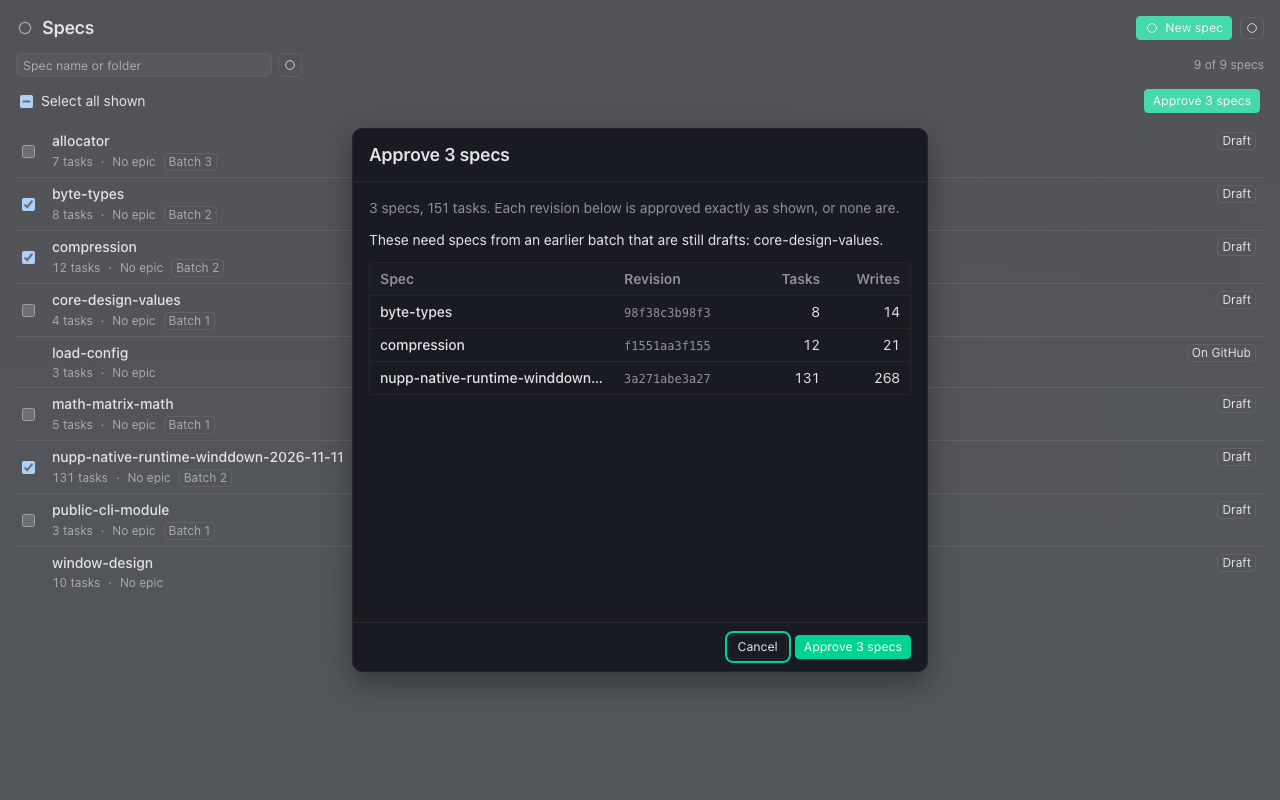 Specs
New spec
Spec name or folder
9 of 9 specs
Select all shown
Approve 3 specs
allocator
Draft
7 tasks · No epic Batch 3
byte-types
Draft
8 tasks · No epic Batch 2
compression
Draft
12 tasks · No epic Batch 2
core-design-values
Draft
4 tasks · No epic Batch 1
load-config
On GitHub
3 tasks · No epic
math-matrix-math
Draft
5 tasks · No epic Batch 1
nupp-native-runtime-winddown-2026-11-11
Draft
131 tasks · No epic Batch 2
public-cli-module
Draft
3 tasks · No epic Batch 1
window-design
Draft
10 tasks · No epic
Approve 3 specs
3 specs, 151 tasks. Each revision below is approved exactly as shown, or none are.
These need specs from an earlier batch that are still drafts: core-design-values.
Spec Revision Tasks Writes
byte-types 98f38c3b98f3 8 14
compression f1551aa3f155 12 21
nupp-native-runtime-winddown... 3a271abe3a27 131 268
Cancel Approve 3 specs